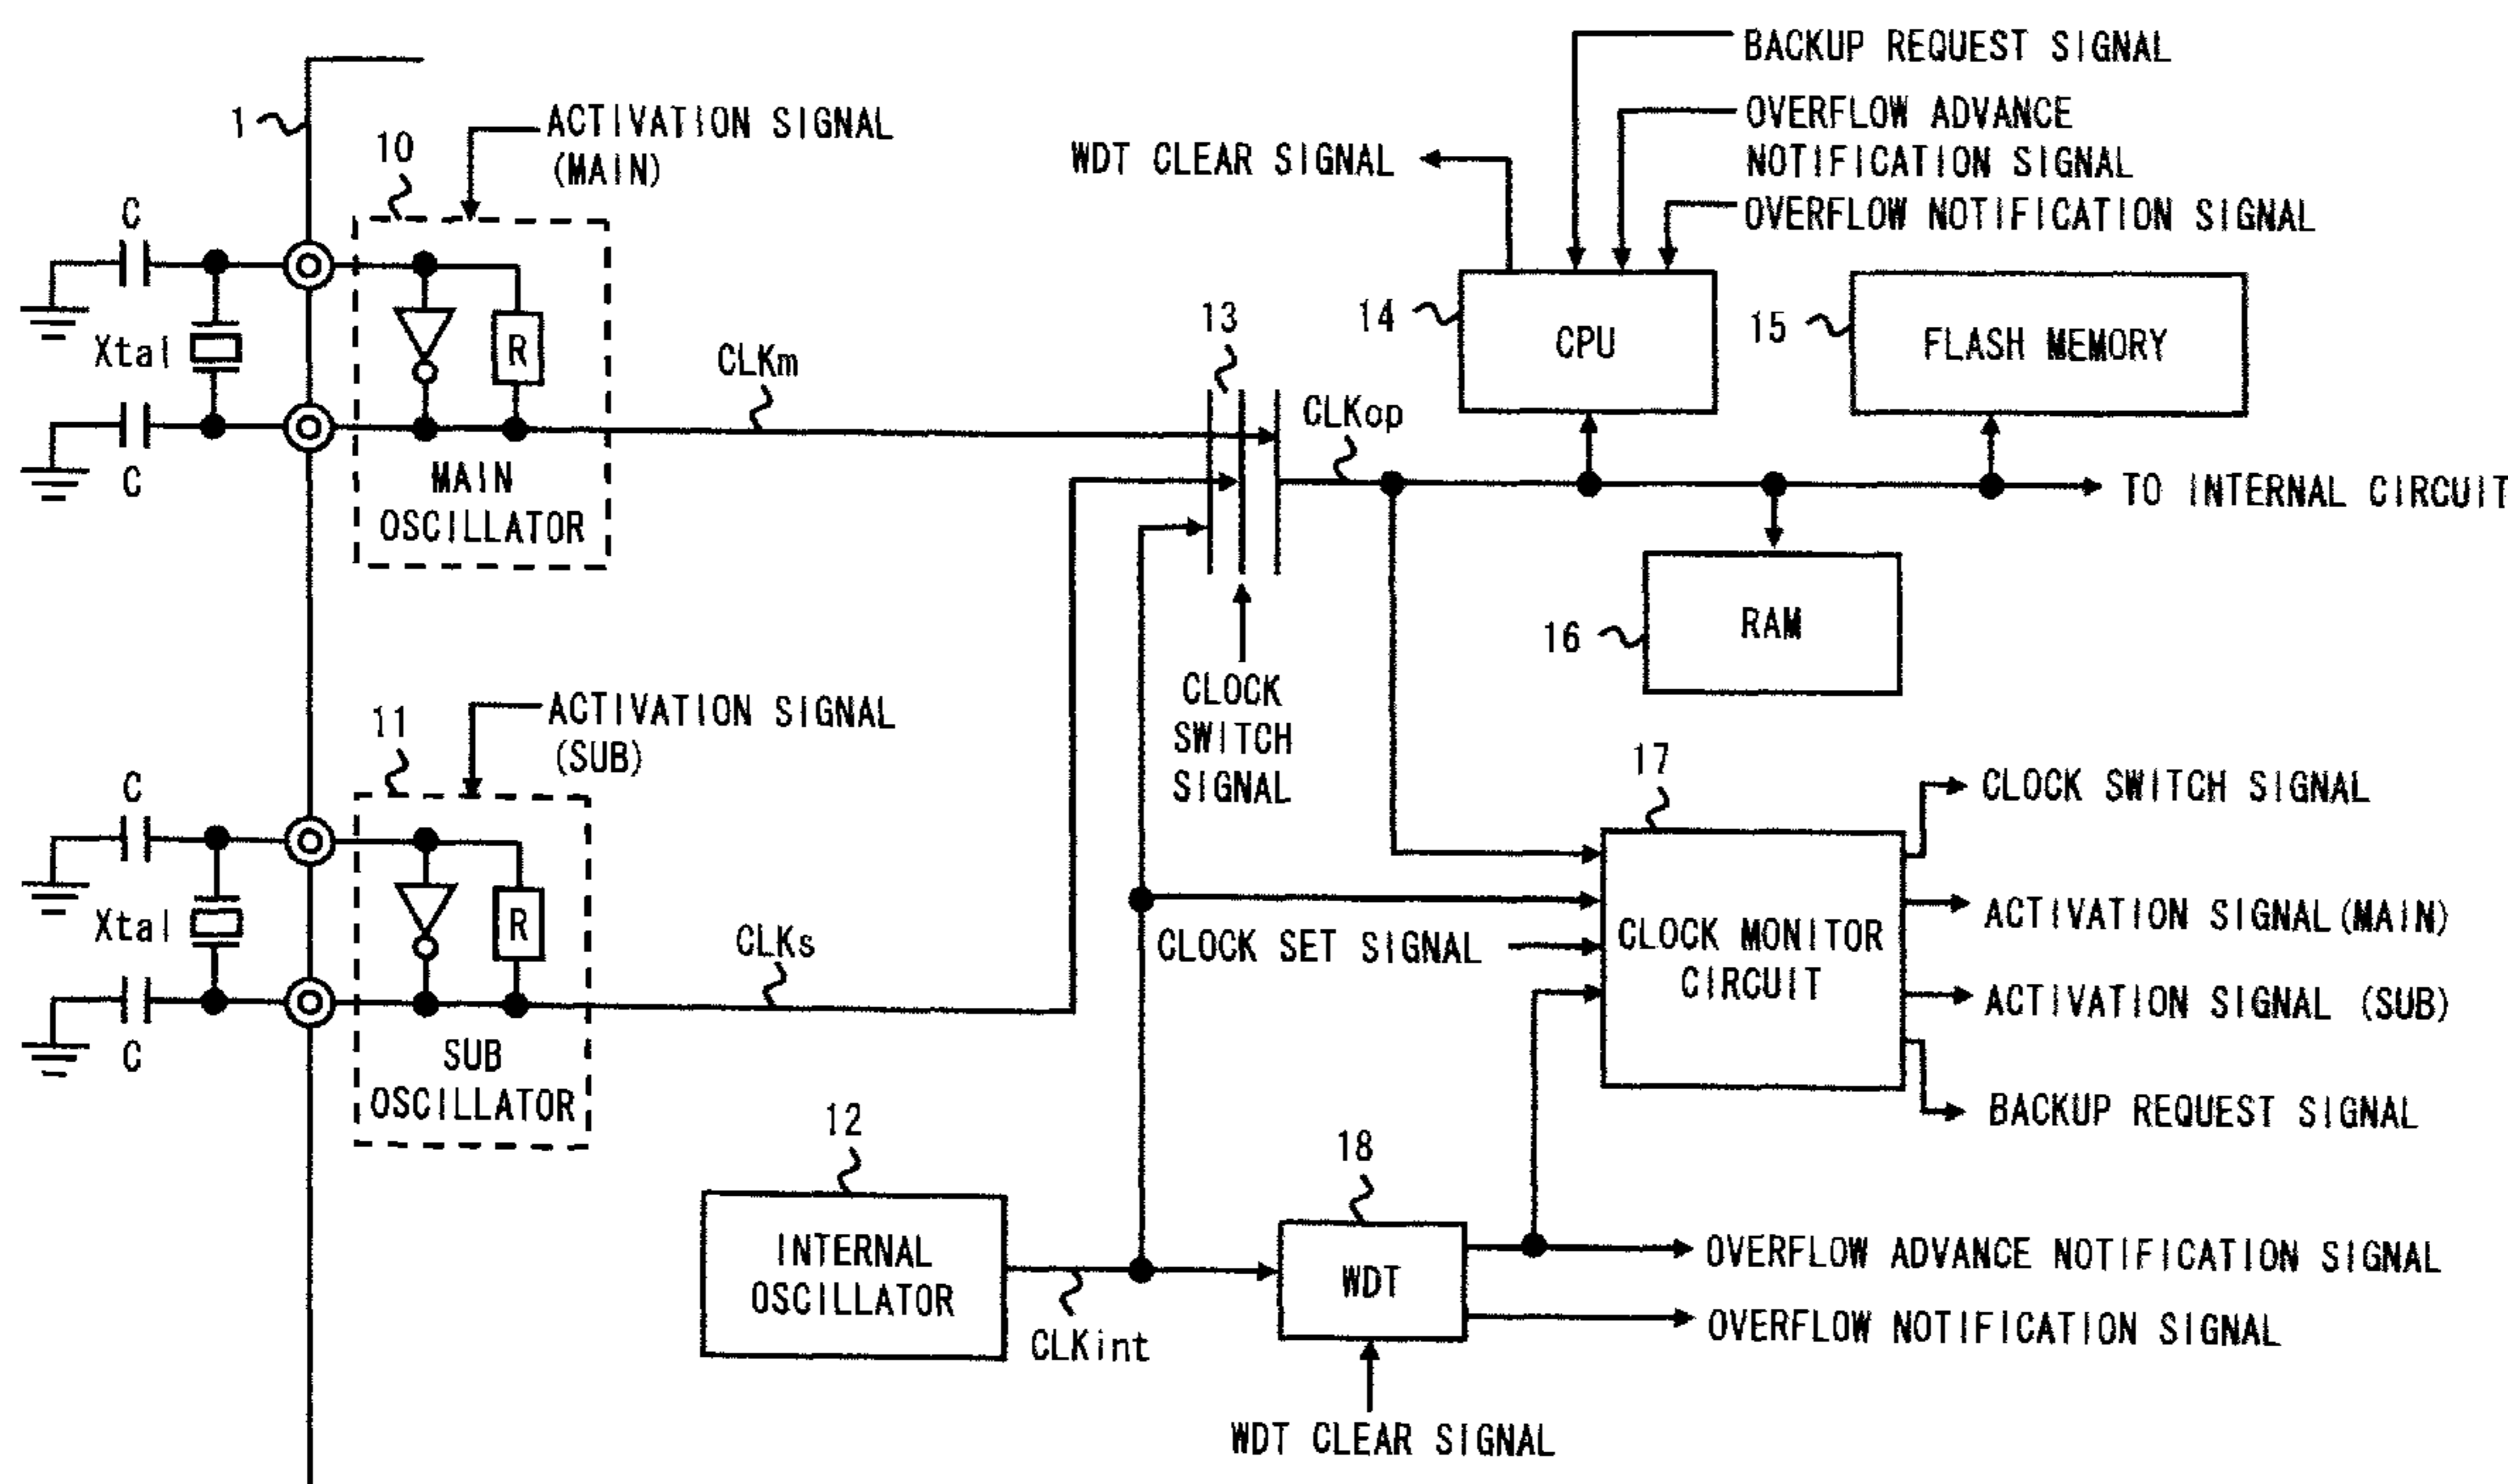 BACKUP REQUEST SIGNAL
OVERFLOW ADVANCE
NOTIFICATION SIGNAL
OVERFLOW NOTIFICATION SIGNAL
WDT CLEAR SIGNAL
1
10
ACTIVATION SIGNAL
(MAIN)
C
Xtal
C
R
MAIN
OSCILLATOR
CLKm
13
CLKop
14
CPU
15
FLASH MEMORY
TO INTERNAL CIRCUIT
16
RAM
CLOCK
SWITCH
SIGNAL
11
ACTIVATION SIGNAL
(SUB)
C
Xtal
C
R
SUB
OSCILLATOR
CLKs
17
CLOCK SET SIGNAL
CLOCK MONITOR
CIRCUIT
CLOCK SWITCH SIGNAL
ACTIVATION SIGNAL(MAIN)
ACTIVATION SIGNAL (SUB)
BACKUP REQUEST SIGNAL
12
INTERNAL
OSCILLATOR
CLKint
18
WDT
OVERFLOW ADVANCE NOTIFICATION SIGNAL
OVERFLOW NOTIFICATION SIGNAL
WDT CLEAR SIGNAL